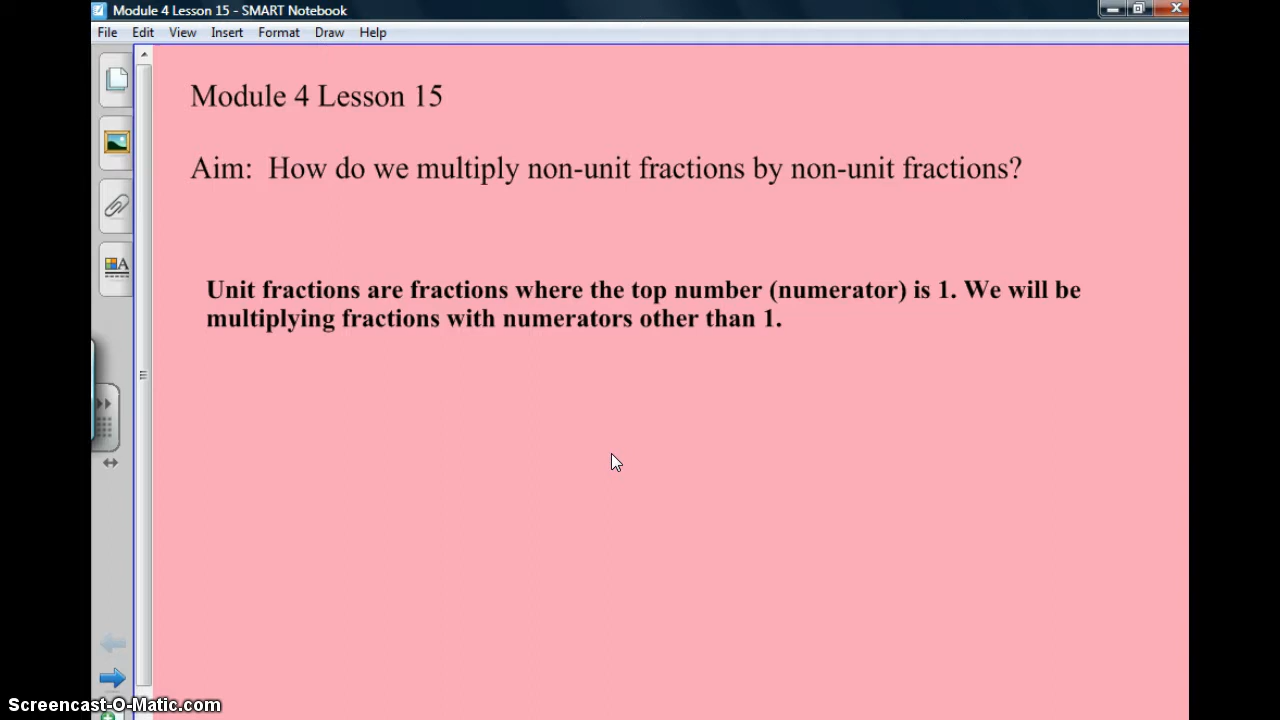 Module 4 Lesson 15 - SMART Notebook
File Edit View Insert Format Draw Help
Module 4 Lesson 15
Aim: How do we multiply non-unit fractions by non-unit fractions?
Unit fractions are fractions where the top number (numerator) is 1. We will be
multiplying fractions with numerators other than 1.
Screencast-O-Matic.com